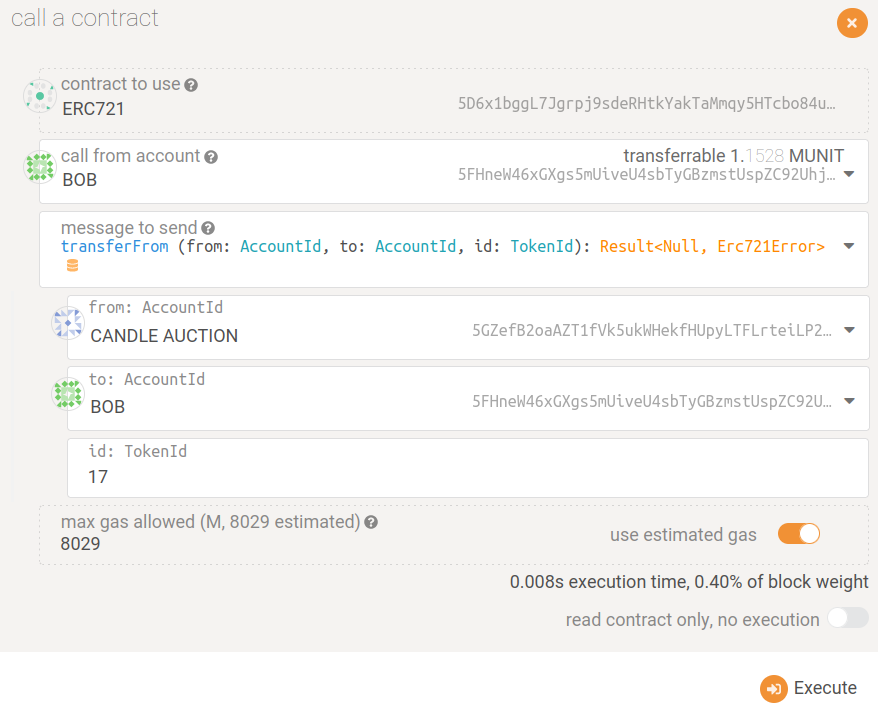 call a contract
contract to use
ERC721
5D6x1bggL7Jgrpj9sdeRHtkYakTaMmqy5HTcbo84u…
call from account
transferrable 1.1528 MUNIT
BOB
5FHneW46xGXgs5mUiveU4sbTyGBzmstUspZC92Uhj…
message to send
transferFrom (from: AccountId, to: AccountId, id: TokenId): Result<Null, Erc721Error>
from: AccountId
CANDLE AUCTION
5GZefB2oaAZT1fVk5ukWHekfHUpyLTFLrteiLP2…
to: AccountId
BOB
5FHneW46xGXgs5mUiveU4sbTyGBzmstUspZC92U…
id: TokenId
17
max gas allowed (M, 8029 estimated)
8029
use estimated gas
0.008s execution time, 0.40% of block weight
read contract only, no execution
Execute